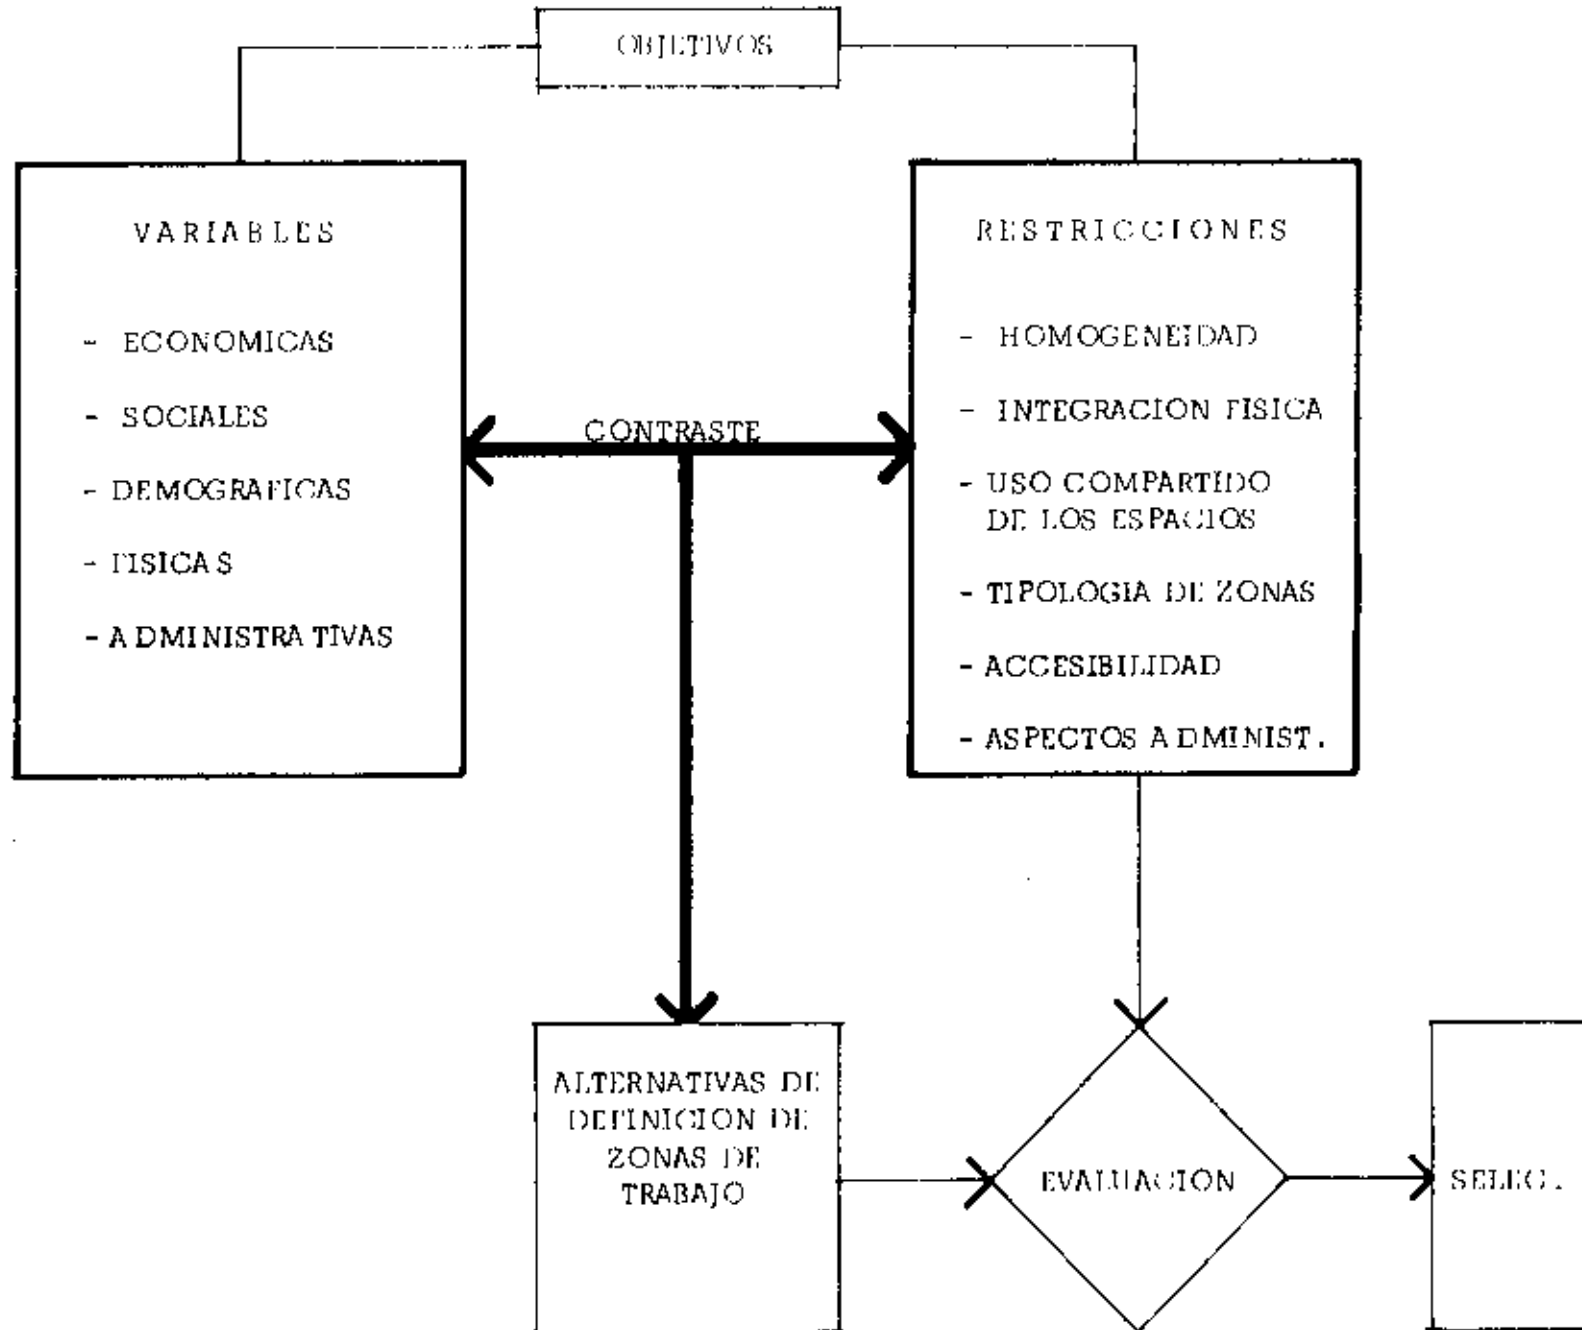 OBJETIVOS
VARIABLES
- ECONOMICAS
- SOCIALES
- DEMOGRAFICAS
- FISICAS
- ADMINISTRATIVAS
CONTRASTE
RESTRICCIONES
- HOMOGENEIDAD
- INTEGRACION FISICA
- USO COMPARTIDO
DE LOS ESPACIOS
- TIPOLOGIA DE ZONAS
- ACCESIBILIDAD
- ASPECTOS ADMINIST.
ALTERNATIVAS DE
DEFINICION DE
ZONAS DE
TRABAJO
EVALUACION
SELEC.